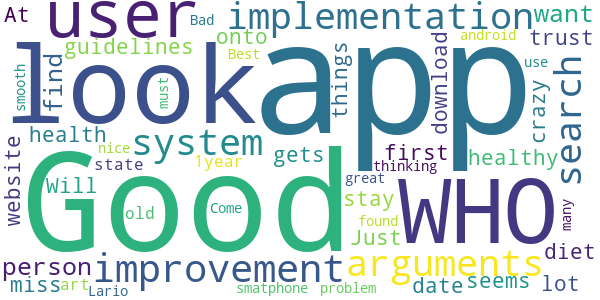 At user Bad implementation want
guidelines onto android trust
look app Best things download
smooth find must use crazy search
health system gets first healthy
website nice state 1year thinking
Good Will old great WHO stay
Come found many
Just arguments diet
person improvement
miss art Lario smatphone problem date seems lot